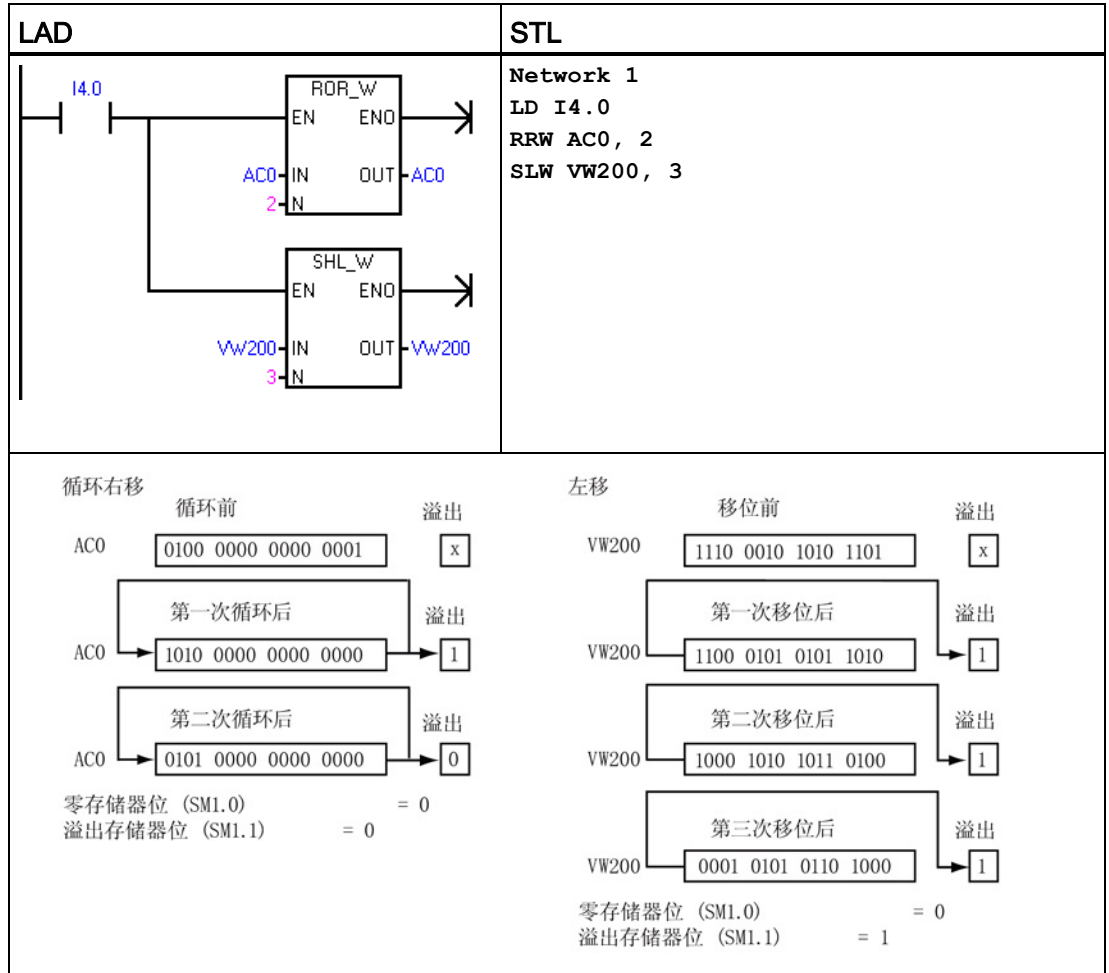 LAD
STL
I4.0
ROR_W
EN ENO
AC0 IN OUT AC0
2 N
SHL_W
EN ENO
VW200 IN OUT VW200
3 N
Network 1
LD I4.0
RRW AC0, 2
SLW VW200, 3
循环右移
循环前 溢出
AC0 0100 0000 0000 0001 x
第一次循环后 溢出
AC0 1010 0000 0000 0000 1
第二次循环后 溢出
AC0 0101 0000 0000 0000 0
零存储器位 (SM1.0) = 0
溢出存储器位 (SM1.1) = 0
左移
移位前 溢出
VW200 1110 0010 1010 1101 x
第一次移位后 溢出
VW200 1100 0101 0101 1010 1
第二次移位后 溢出
VW200 1000 1010 1011 0100 1
第三次移位后 溢出
VW200 0001 0101 0110 1000 1
零存储器位 (SM1.0) = 0
溢出存储器位 (SM1.1) = 1